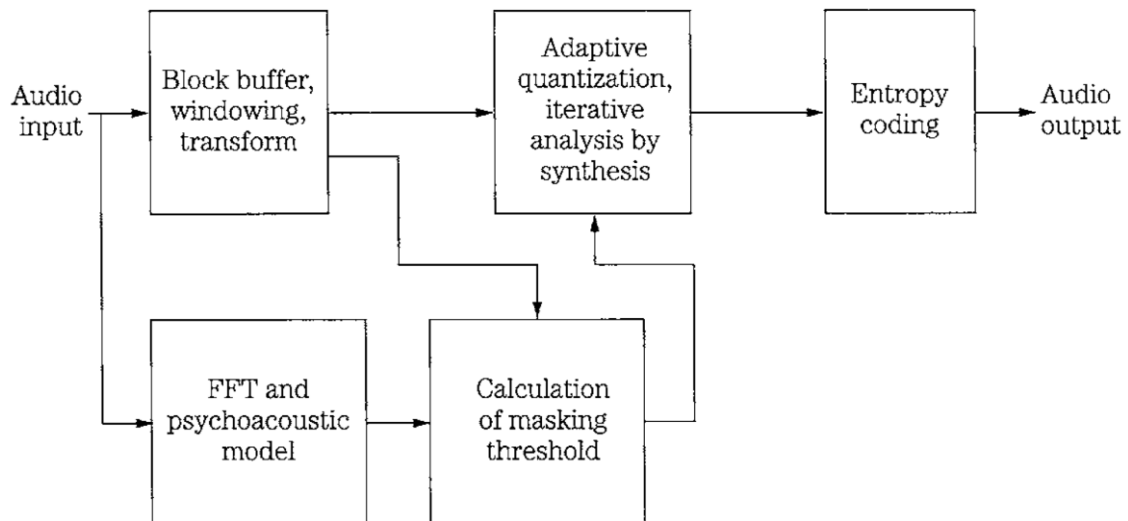 Audio
input
Block buffer,
windowing,
transform
Adaptive
quantization,
iterative
analysis by
synthesis
Entropy
coding
Audio
output
FFT and
psychoacoustic
model
Calculation
of masking
threshold